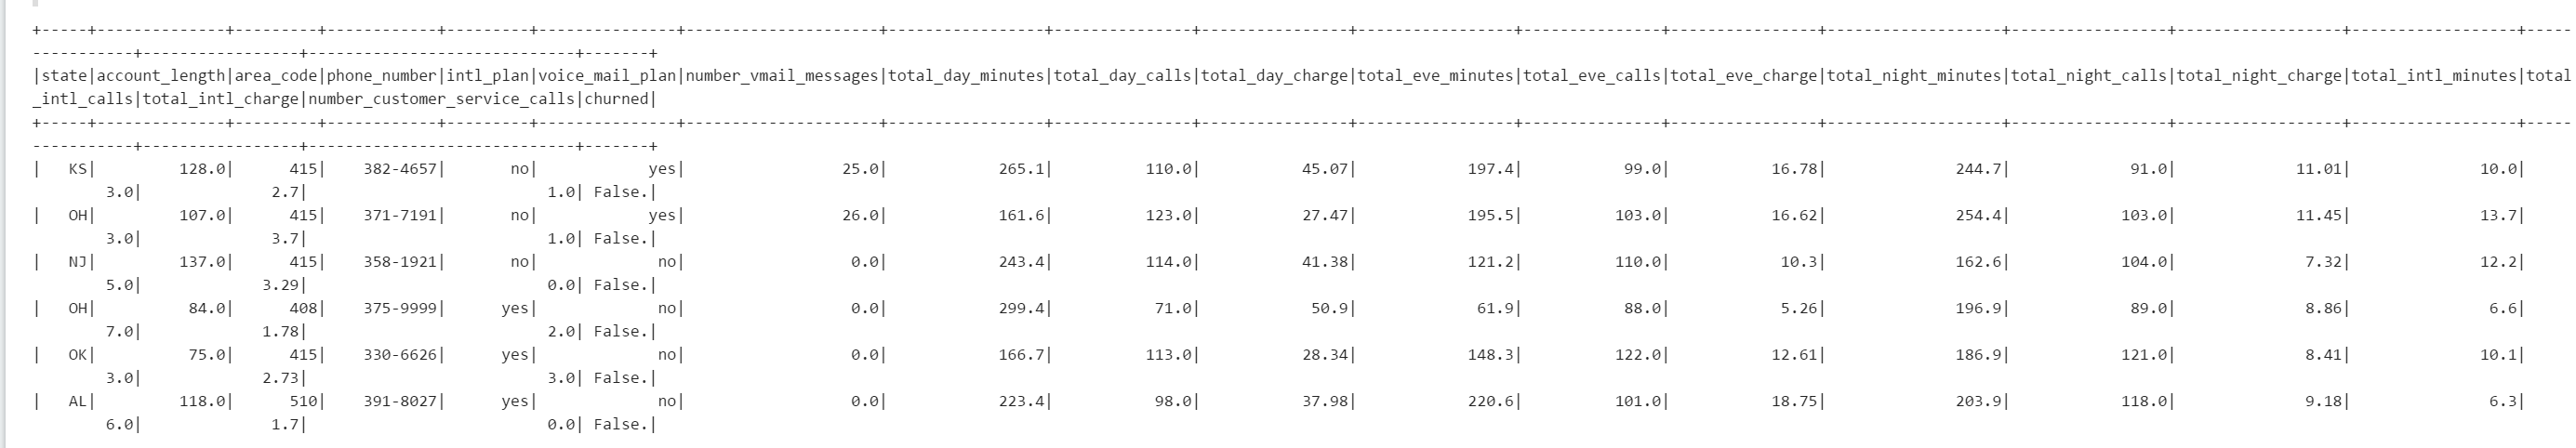 +-----+--------------+---------+------------+---------+---------------+---------------------+-----------------+---------------+----------------+-----------------+---------------+----------------+-------------------+-----------------+------------------+------------------+-----
-----------+-----------------+----------------------------+-------+
|state|account_length|area_code|phone_number|intl_plan|voice_mail_plan|number_vmail_messages|total_day_minutes|total_day_calls|total_day_charge|total_eve_minutes|total_eve_calls|total_eve_charge|total_night_minutes|total_night_calls|total_night_charge|total_intl_minutes|total
_intl_calls|total_intl_charge|number_customer_service_calls|churned|
+-----+--------------+---------+------------+---------+---------------+---------------------+-----------------+---------------+----------------+-----------------+---------------+----------------+-------------------+-----------------+------------------+------------------+-----
-----------+-----------------+----------------------------+-------+
| KS| 128.0| 415| 382-4657| no| yes| 25.0| 265.1| 110.0| 45.07| 197.4| 99.0| 16.78| 244.7| 91.0| 11.01| 10.0|
3.0| 2.7| 1.0| False.|
| OH| 107.0| 415| 371-7191| no| yes| 26.0| 161.6| 123.0| 27.47| 195.5| 103.0| 16.62| 254.4| 103.0| 11.45| 13.7|
3.0| 3.7| 1.0| False.|
| NJ| 137.0| 415| 358-1921| no| no| 0.0| 243.4| 114.0| 41.38| 121.2| 110.0| 10.3| 162.6| 104.0| 7.32| 12.2|
5.0| 3.29| 0.0| False.|
| OH| 84.0| 408| 375-9999| yes| no| 0.0| 299.4| 71.0| 50.9| 61.9| 88.0| 5.26| 196.9| 89.0| 8.86| 6.6|
7.0| 1.78| 2.0| False.|
| OK| 75.0| 415| 330-6626| yes| no| 0.0| 166.7| 113.0| 28.34| 148.3| 122.0| 12.61| 186.9| 121.0| 8.41| 10.1|
3.0| 2.73| 3.0| False.|
| AL| 118.0| 510| 391-8027| yes| no| 0.0| 223.4| 98.0| 37.98| 220.6| 101.0| 18.75| 203.9| 118.0| 9.18| 6.3|
6.0| 1.7| 0.0| False.|